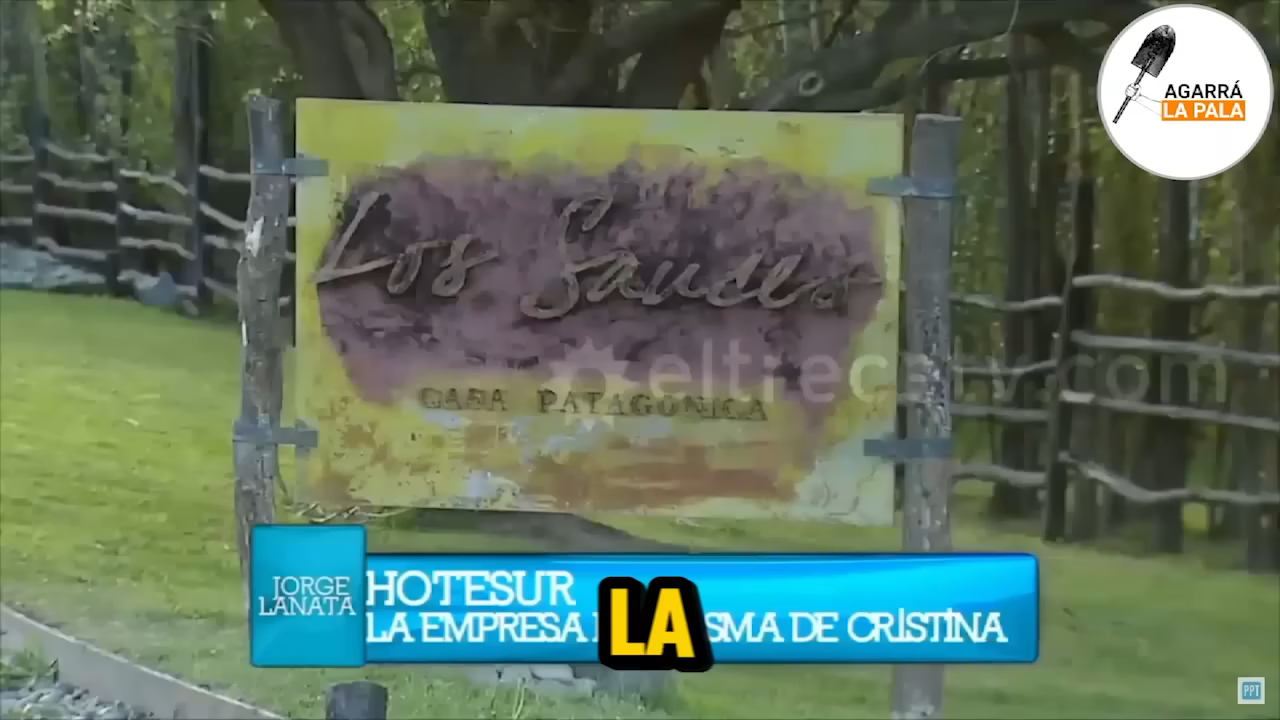 AGARRÁ
LA PALA
Los Sauces
CASA PATAGONICA
eltrecetv.com
JORGE
LANATA
HOTESUR
LA EMPRESA
SMA DE CRISTINA
LA
PPT